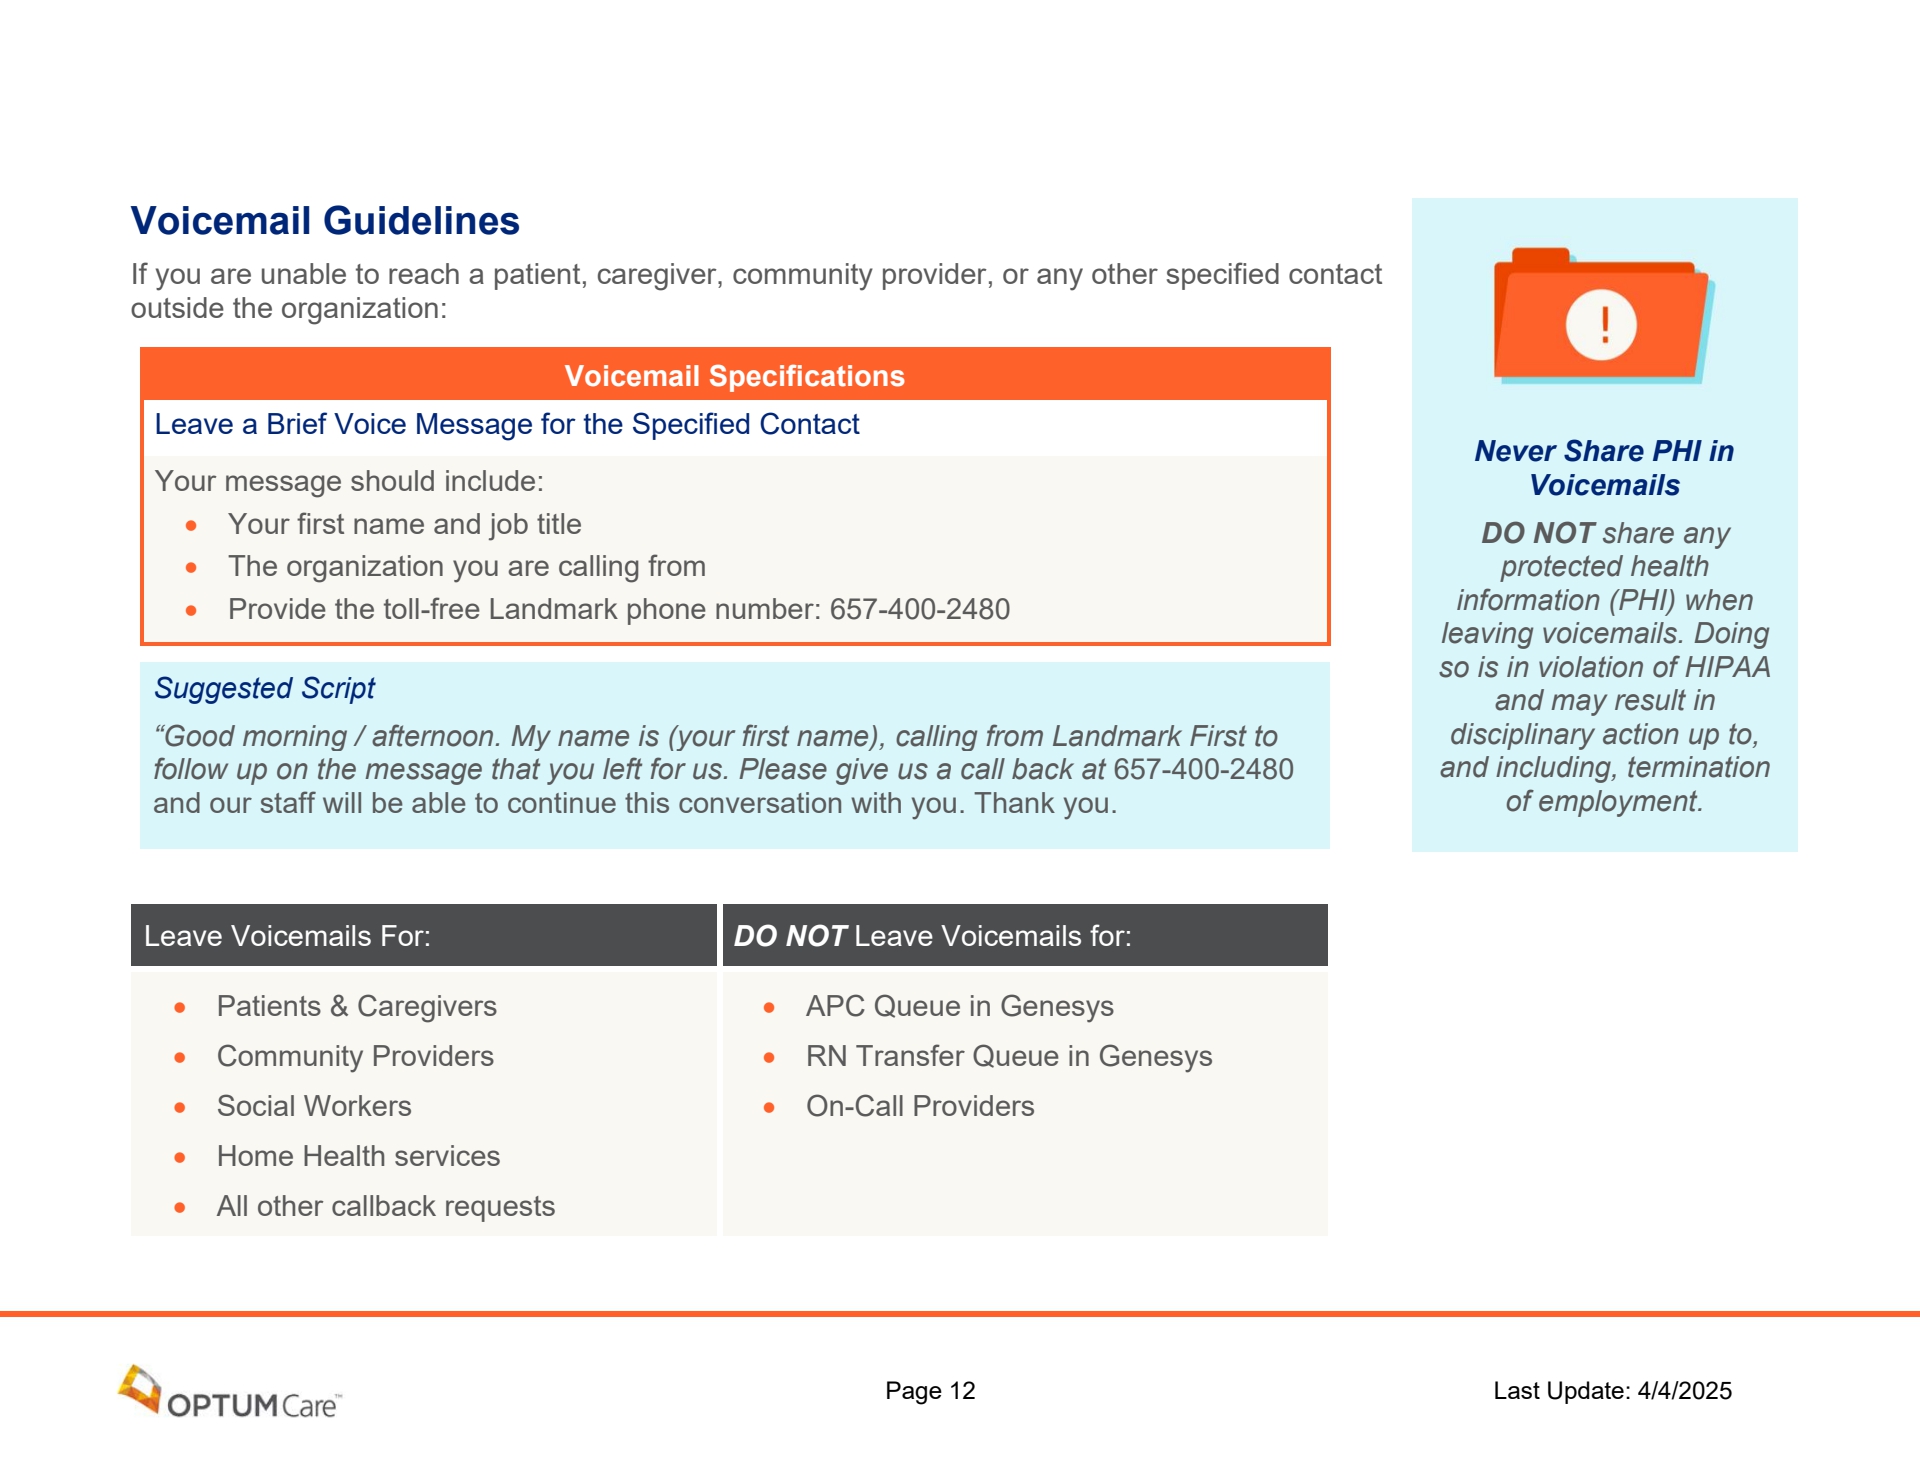 Voicemail Guidelines
If you are unable to reach a patient, caregiver, community provider, or any other specified contact
outside the organization:
Voicemail Specifications
Leave a Brief Voice Message for the Specified Contact
Your message should include:
• Your first name and job title
• The organization you are calling from
• Provide the toll-free Landmark phone number: 657-400-2480
Suggested Script
“Good morning / afternoon. My name is (your first name), calling from Landmark First to
follow up on the message that you left for us. Please give us a call back at 657-400-2480
and our staff will be able to continue this conversation with you. Thank you.
!
Never Share PHI in
Voicemails
DO NOT share any
protected health
information (PHI) when
leaving voicemails. Doing
so is in violation of HIPAA
and may result in
disciplinary action up to,
and including, termination
of employment.
Leave Voicemails For:
• Patients & Caregivers
• Community Providers
• Social Workers
• Home Health services
• All other callback requests
DO NOT Leave Voicemails for:
• APC Queue in Genesys
• RN Transfer Queue in Genesys
• On-Call Providers
OPTUM Care™
Page 12
Last Update: 4/4/2025